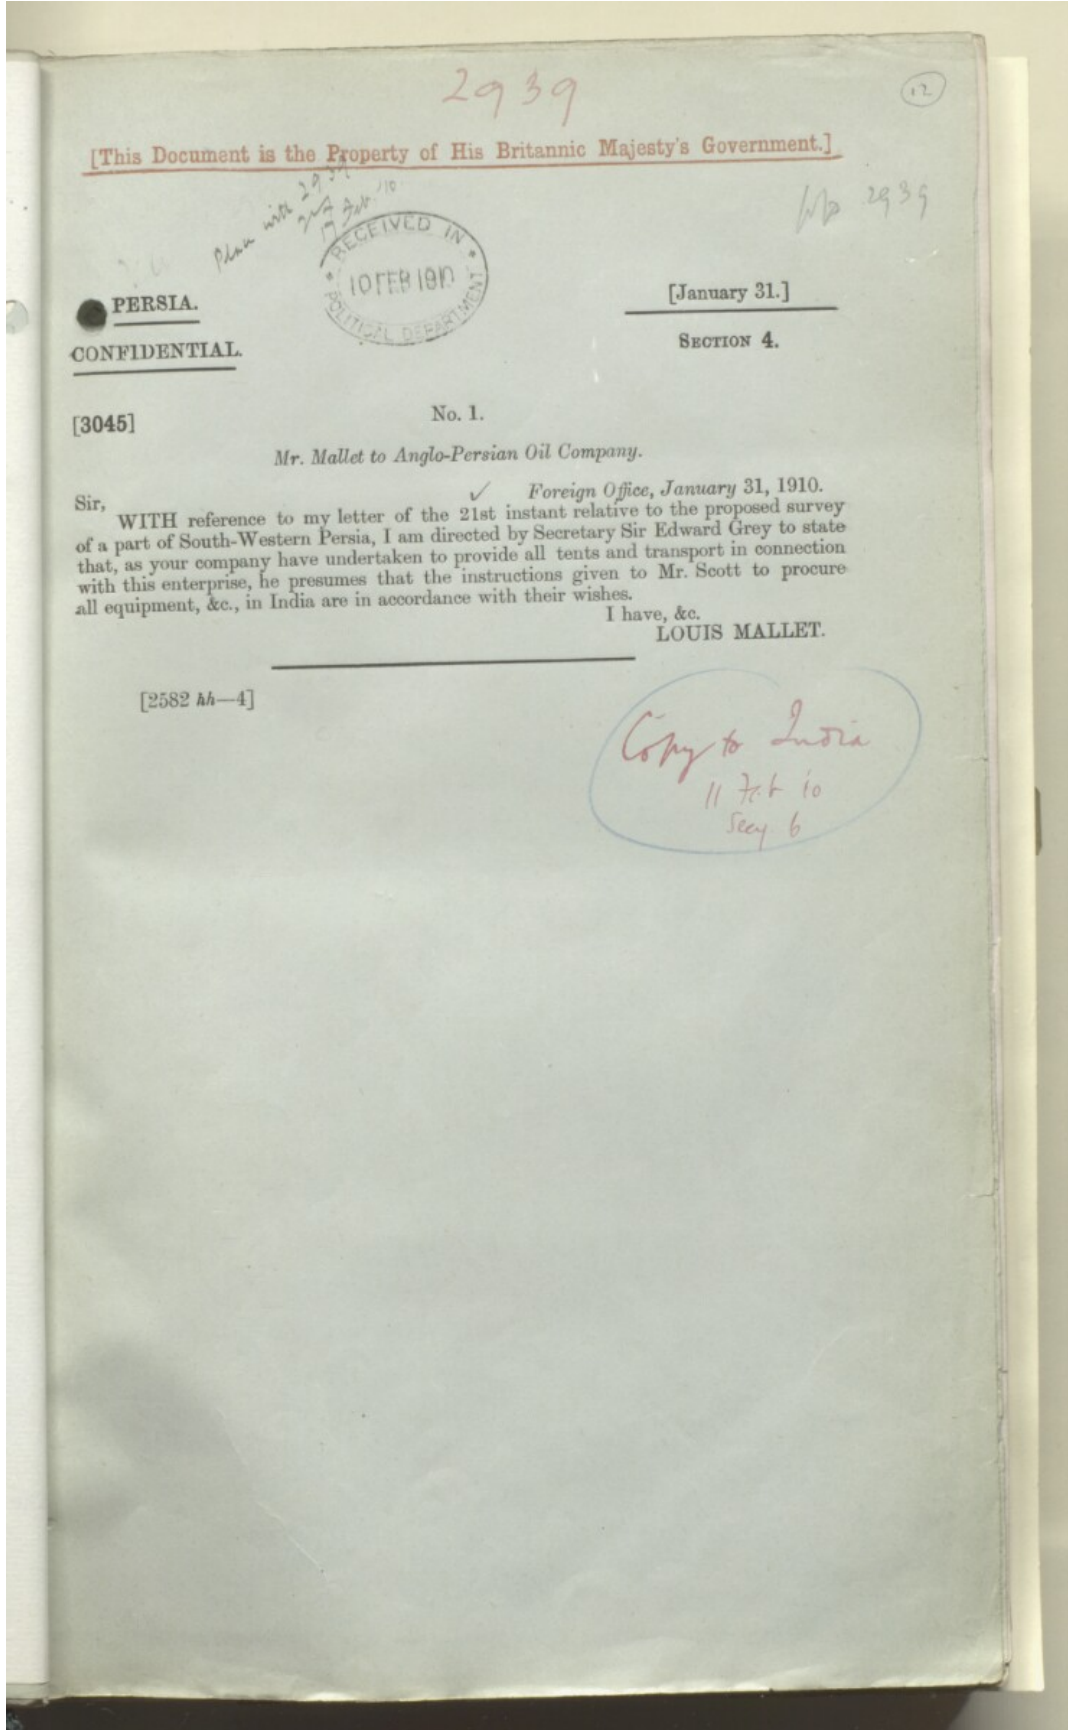 2939
12
[This Document is the Property of His Britannic Majesty's Government.]
with 2939
17 Feb. '10
2939
RECEIVED IN
10 FEB 1910
POLITICAL DEPARTMENT
PERSIA.
[January 31.]
CONFIDENTIAL.
SECTION 4.
[3045]
No. 1.
Mr. Mallet to Anglo-Persian Oil Company.
Foreign Office, January 31, 1910.
Sir,
WITH reference to my letter of the 21st instant relative to the proposed survey
of a part of South-Western Persia, I am directed by Secretary Sir Edward Grey to state
that, as your company have undertaken to provide all tents and transport in connection
with this enterprise, he presumes that the instructions given to Mr. Scott to procure
all equipment, &c., in India are in accordance with their wishes.
I have, &c.
LOUIS MALLET.
[2582 hh—4]
Copy to India
11 Feb 10
Secy 6